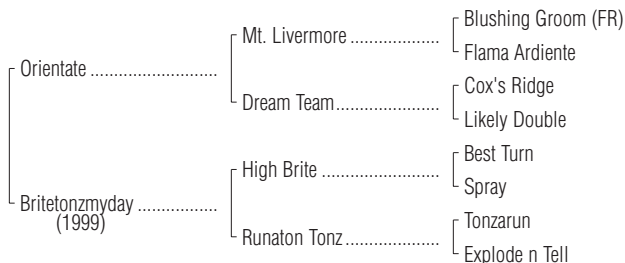 Blushing Groom (FR)
Mt. Livermore ....................
Flama Ardiente
Orientate ............................
Cox's Ridge
Dream Team .......................
Likely Double
Best Turn
High Brite ..........................
Spray
Britetonzmyday ..................
(1999)
Tonzarun
Runaton Tonz .....................
Explode n Tell